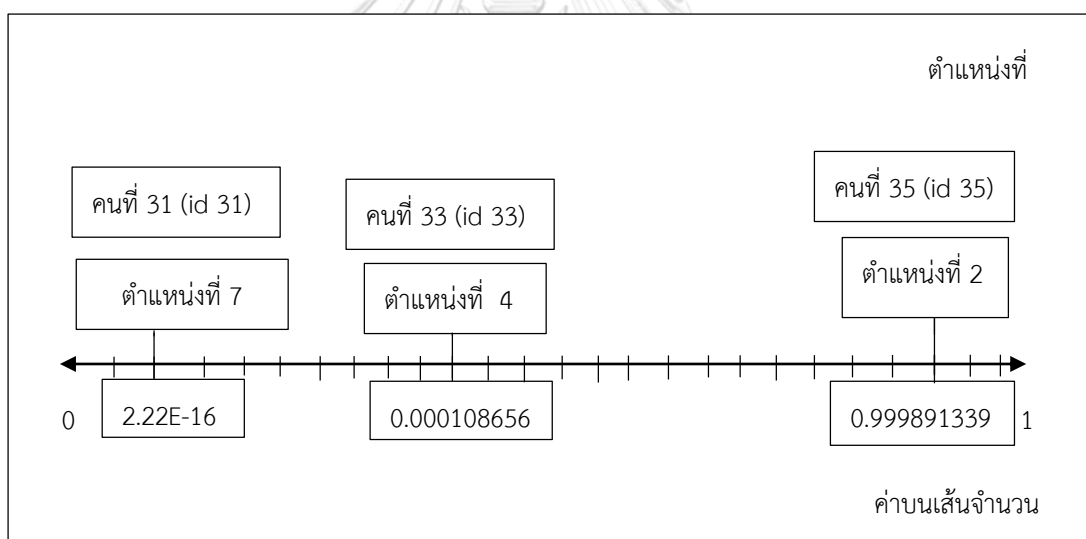 ตำแหน่งที่
คนที่ 31 (id 31)
คนที่ 33 (id 33)
คนที่ 35 (id 35)
ตำแหน่งที่ 7
ตำแหน่งที่ 4
ตำแหน่งที่ 2
0
2.22E-16
0.000108656
0.999891339
1
ค่าบนเส้นจำนวน